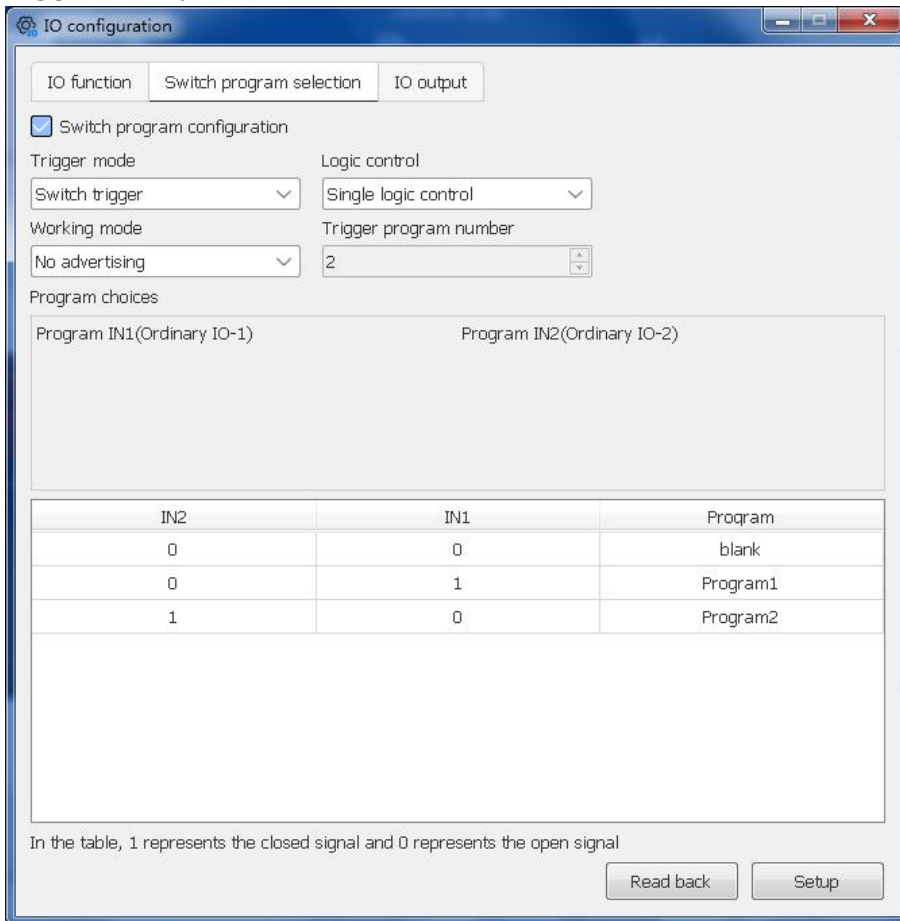 IO configuration
IO function Switch program selection IO output
Switch program configuration
Trigger mode Logic control
Switch trigger Single logic control
Working mode Trigger program number
No advertising 2
Program choices
Program IN1(Ordinary IO-1) Program IN2(Ordinary IO-2)
IN2 IN1 Program
0 0 blank
0 1 Program1
1 0 Program2
In the table, 1 represents the closed signal and 0 represents the open signal
Read back Setup